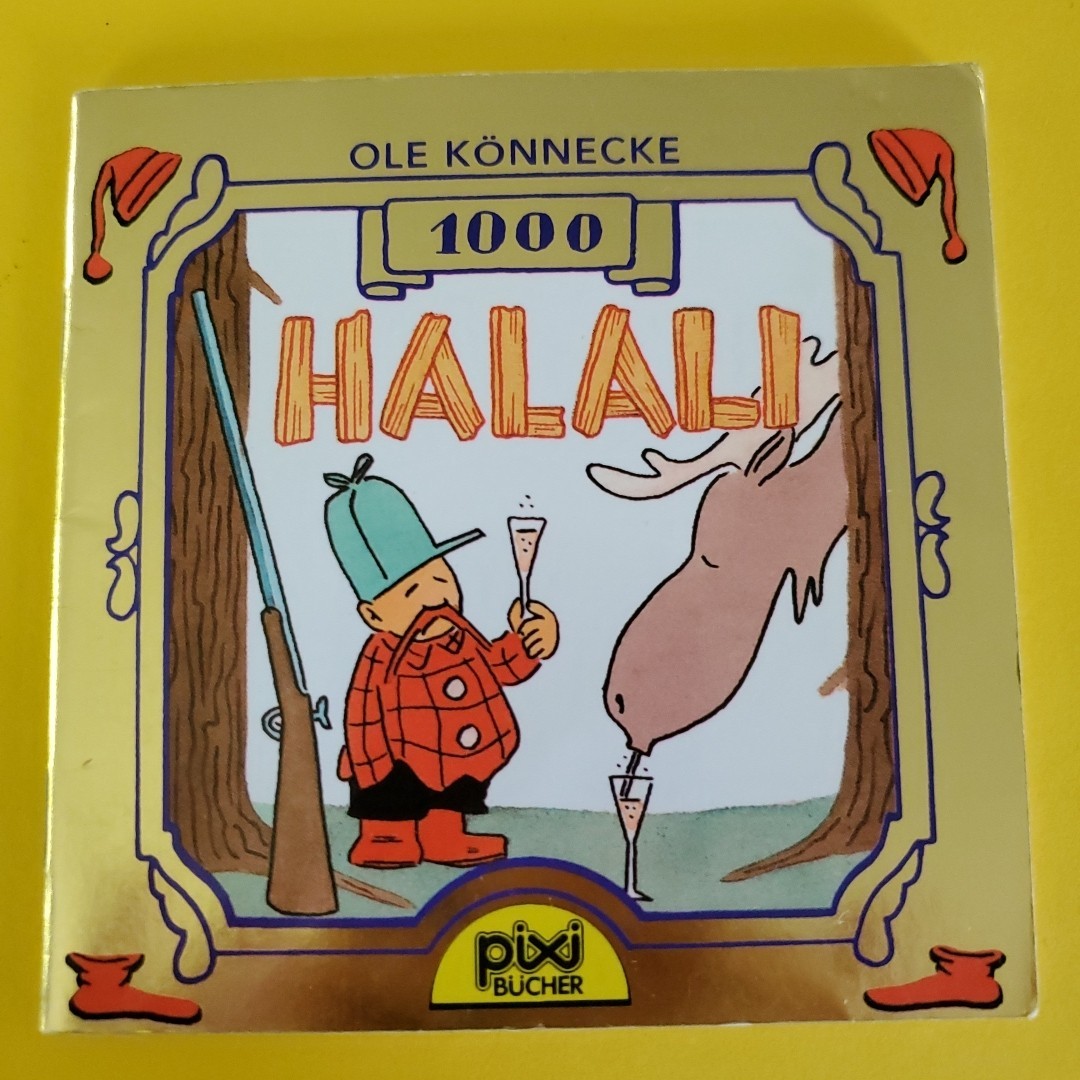 OLE KÖNNECKE
1000
HALALI
pixi
BÜCHER